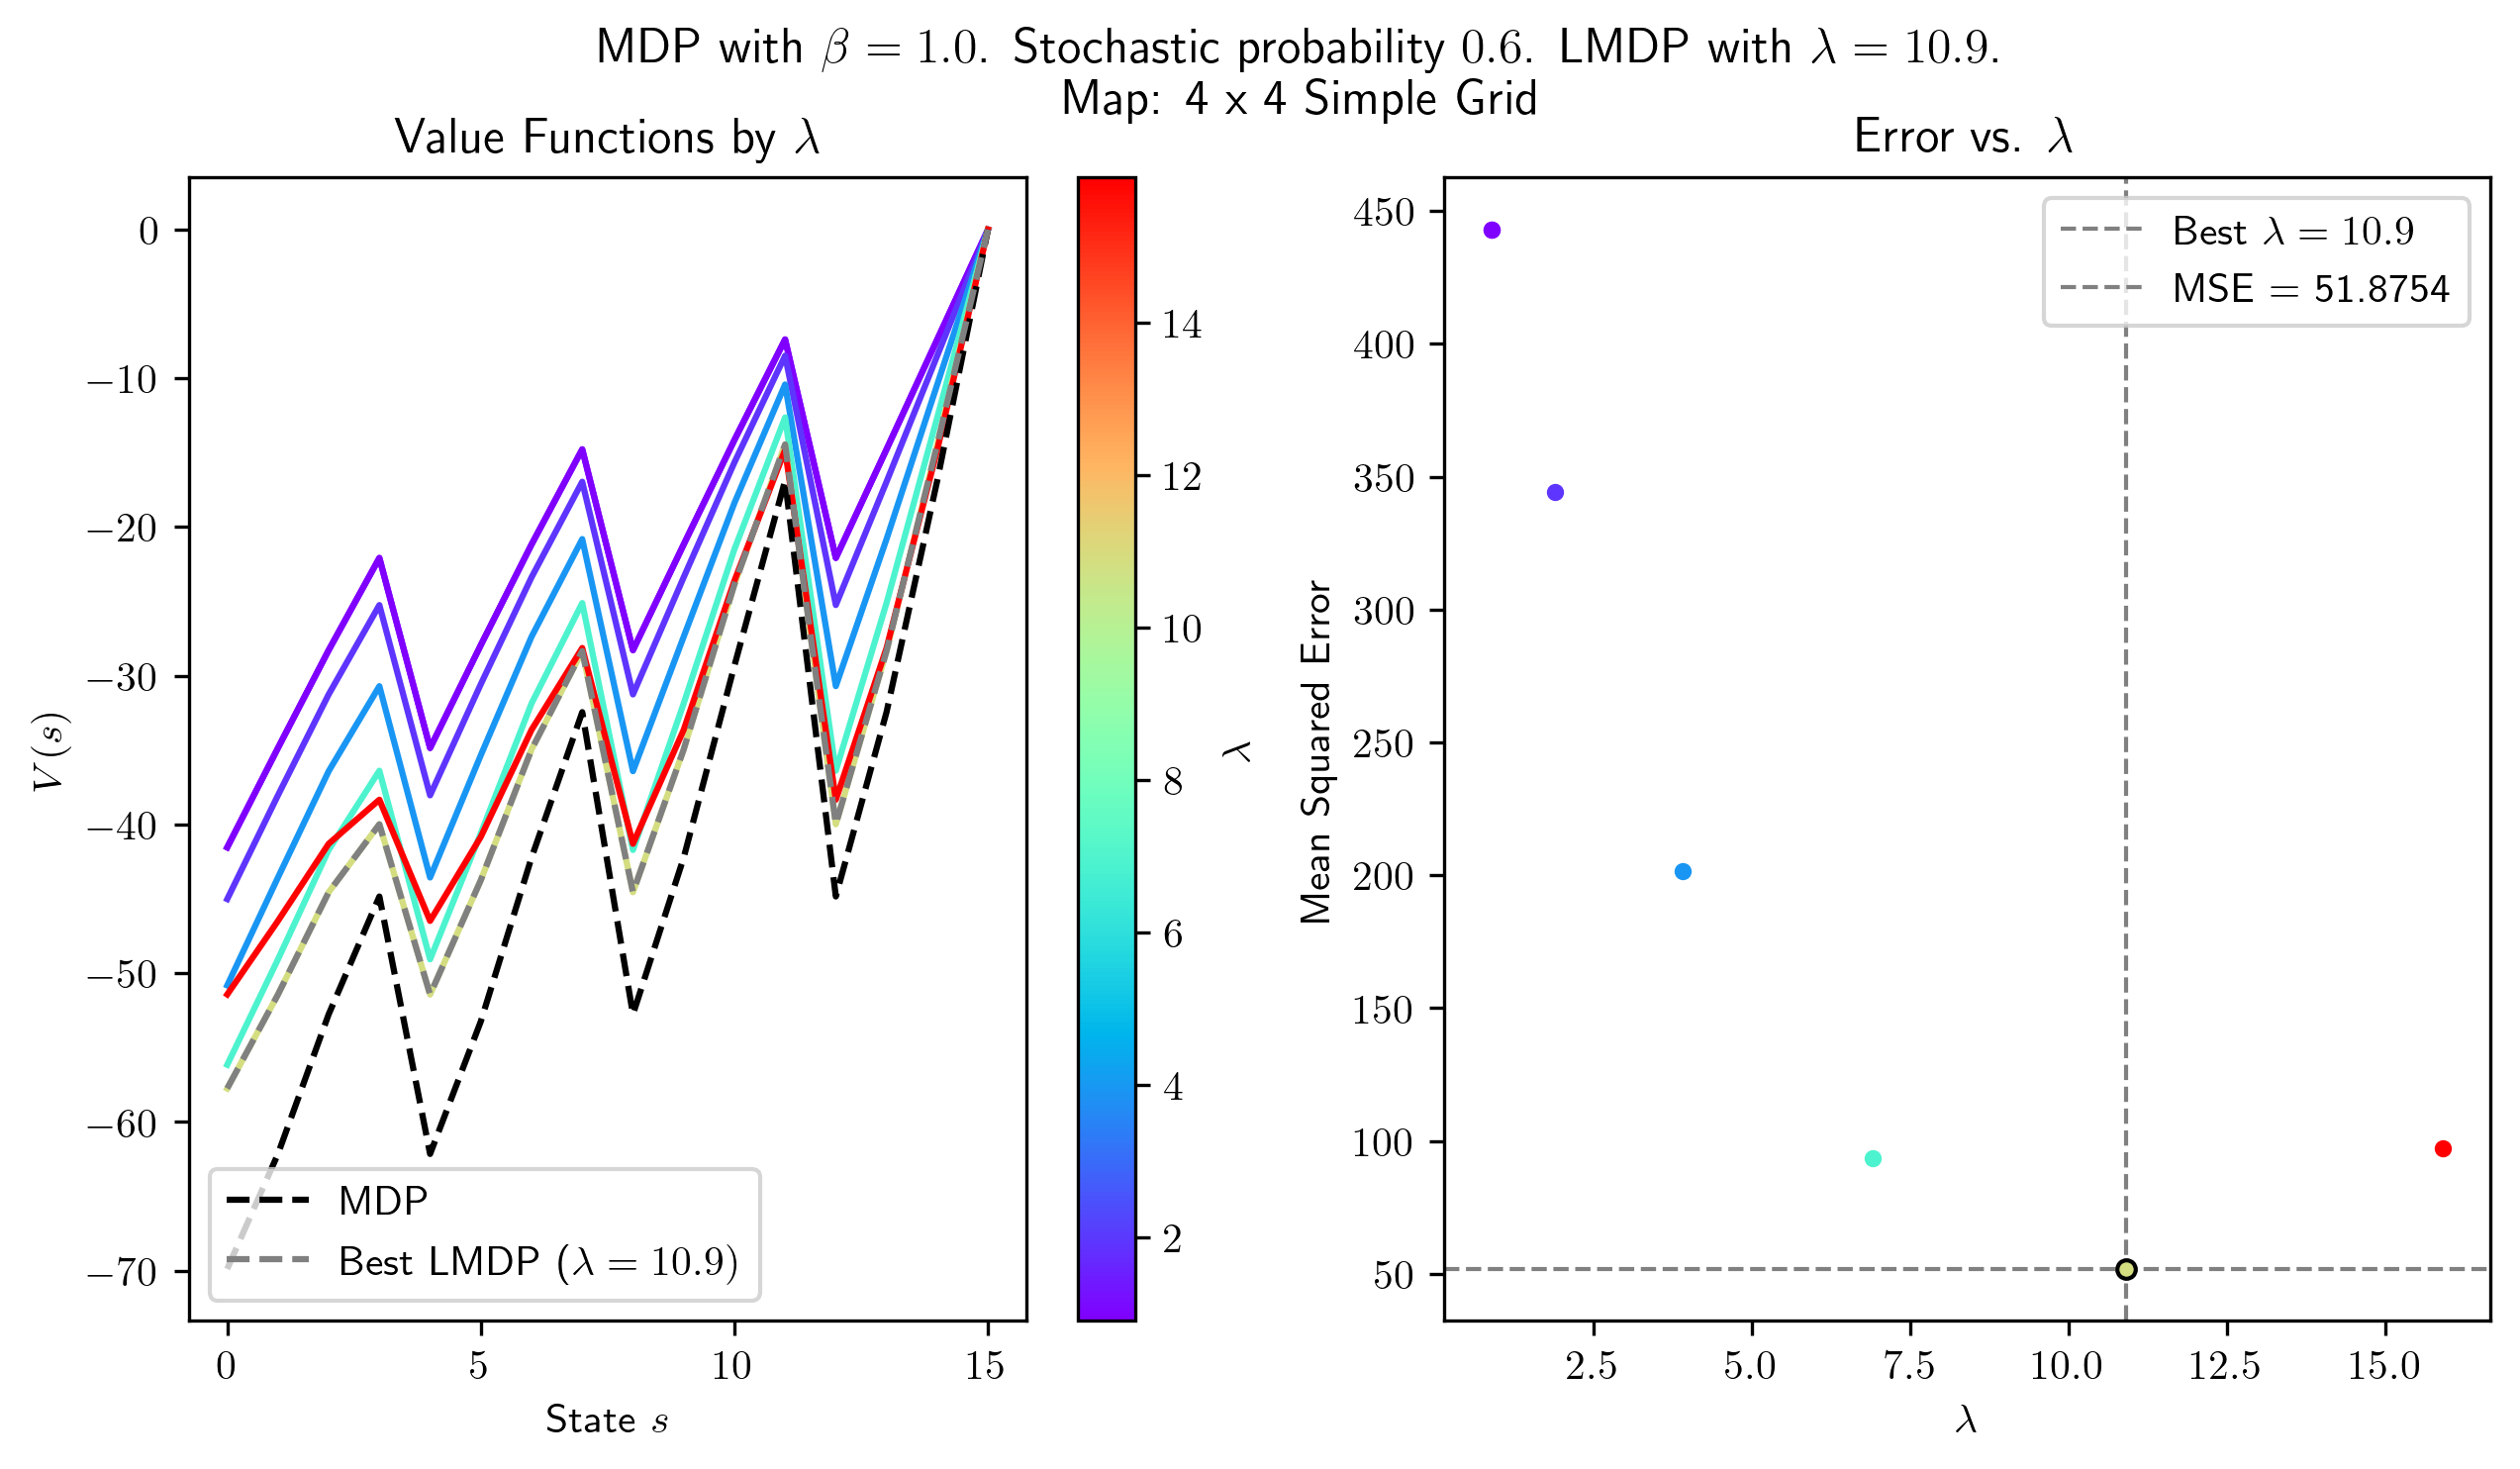 MDP with β = 1.0. Stochastic probability 0.6. LMDP with λ = 10.9.
Map: 4 x 4 Simple Grid
Value Functions by λ
0
−10
−20
−30
−40
−50
−60
−70
V(s)
MDP
Best LMDP (λ = 10.9)
0 5 10 15
State s
14
12
10
8
6
4
2
λ
Error vs. λ
450
400
350
300
250
200
150
100
50
Mean Squared Error
Best λ = 10.9
MSE = 51.8754
2.5 5.0 7.5 10.0 12.5 15.0
λ